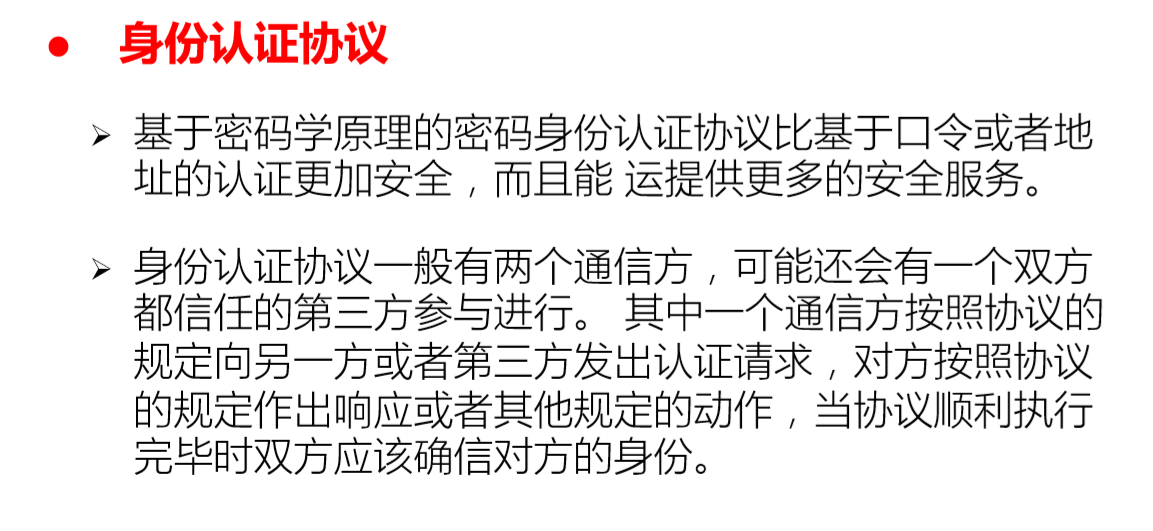 ● 身份认证协议
➢ 基于密码学原理的密码身份认证协议比基于口令或者地
址的认证更加安全，而且能 运提供更多的安全服务。
➢ 身份认证协议一般有两个通信方，可能还会有一个双方
都信任的第三方参与进行。 其中一个通信方按照协议的
规定向另一方或者第三方发出认证请求，对方按照协议
的规定作出响应或者其他规定的动作，当协议顺利执行
完毕时双方应该确信对方的身份。